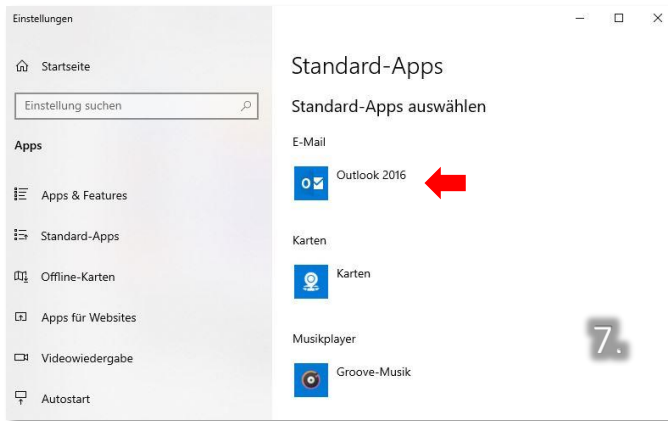 Einstellungen
Startseite
Einstellung suchen
Apps
Apps & Features
Standard-Apps
Offline-Karten
Apps für Websites
Videowiedergabe
Autostart
Standard-Apps
Standard-Apps auswählen
E-Mail
Outlook 2016
Karten
Karten
Musikplayer
Groove-Musik
7.